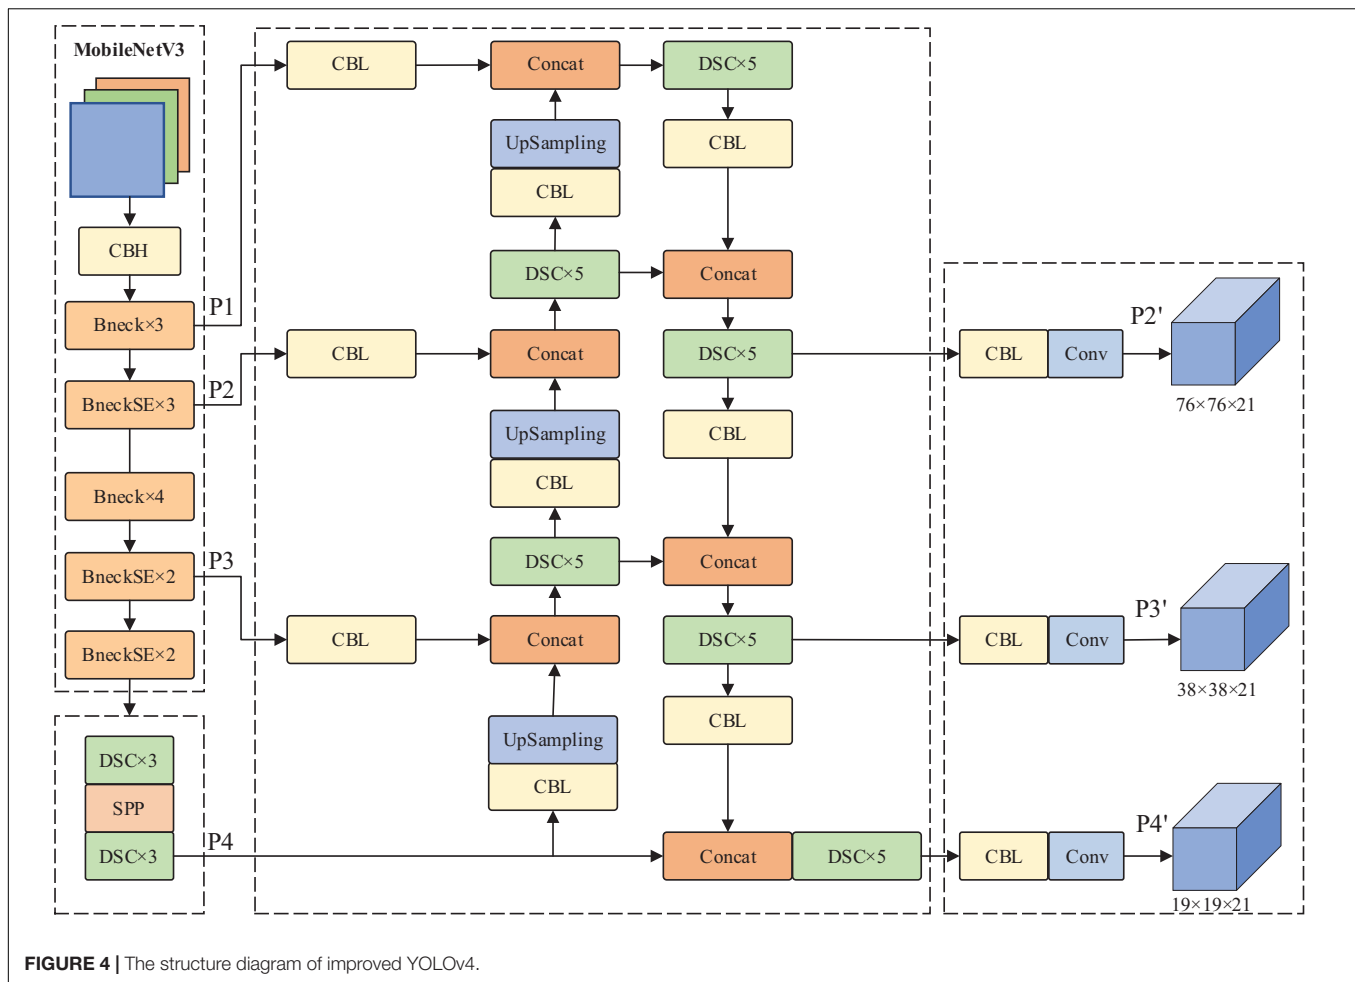 MobileNetV3
CBH
Bneck×3
BneckSE×3
Bneck×4
BneckSE×2
BneckSE×2
DSC×3
SPP
DSC×3
P1
P2
P3
P4
CBL
CBL
CBL
Concat
UpSampling
CBL
DSC×5
Concat
UpSampling
CBL
DSC×5
Concat
UpSampling
CBL
DSC×5
CBL
Concat
DSC×5
CBL
Concat
DSC×5
CBL
Concat
DSC×5
CBL
Conv
P2'
76×76×21
CBL
Conv
P3'
38×38×21
CBL
Conv
P4'
19×19×21
FIGURE 4 | The structure diagram of improved YOLOv4.